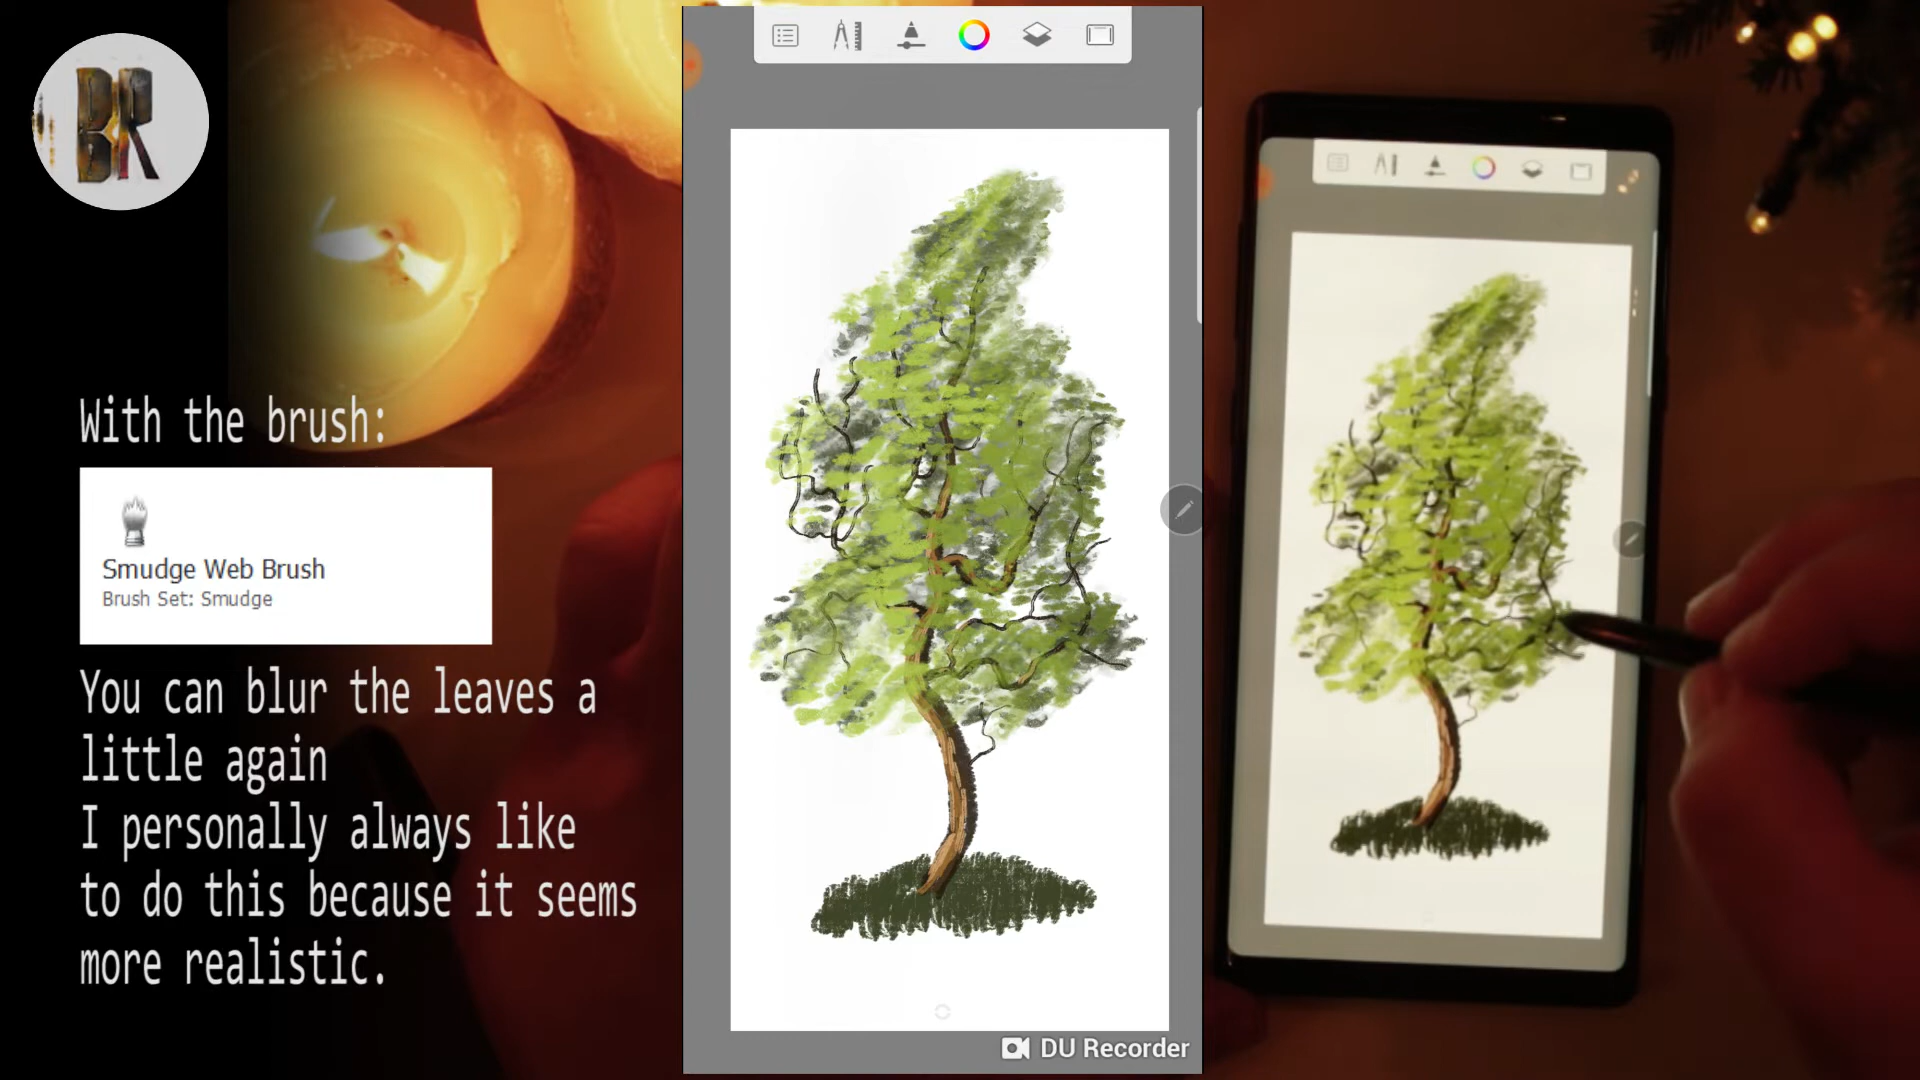 BR
With the brush:
Smudge Web Brush
Brush Set: Smudge
You can blur the leaves a
little again
I personally always like
to do this because it seems
more realistic.
DU Recorder